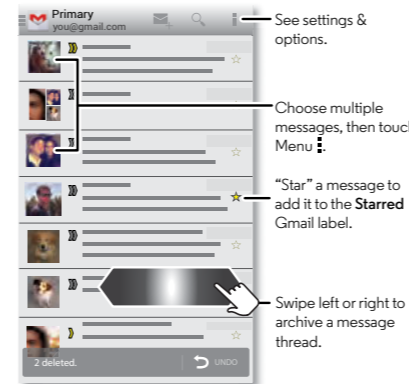 Primary
you@gmail.com
See settings &
options.
Choose multiple
messages, then touch
Menu
"Star" a message to
add it to the Starred
Gmail label.
Swipe left or right to
archive a message
thread.
2 deleted.
UNDO